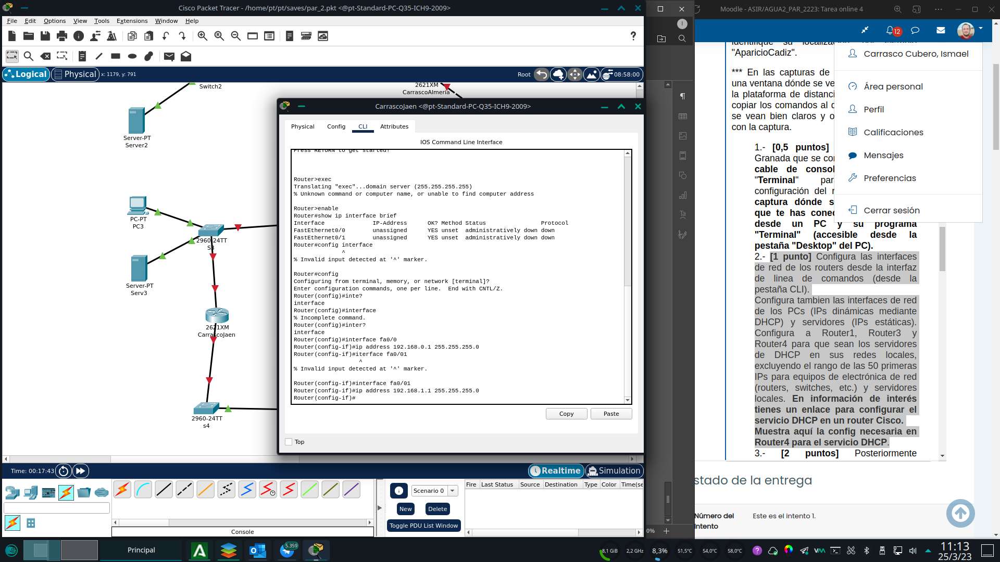 Cisco Packet Tracer - /home/pt/pt/saves/par_2.pkt <@pt-Standard-PC-Q35-ICH9-2009>
File Edit Options View Tools Extensions Window Help
?
Logical
Physical
x: 1179, y: 791
Root
08:58:00
Switch2
2621XM
CarrascoAlmeria
Server-PT
Server2
PC-PT
PC3
2960-24TT
S3
Server-PT
Serv3
2621XM
CarrascoJaen
2960-24TT
s4
CarrascoJaen <@pt-Standard-PC-Q35-ICH9-2009>
Physical Config CLI Attributes
IOS Command Line Interface
Press RETURN to get started!
Router>exec
Translating "exec"...domain server (255.255.255.255)
% Unknown command or computer name, or unable to find computer address
Router>enable
Router#show ip interface brief
Interface IP-Address OK? Method Status Protocol
FastEthernet0/0 unassigned YES unset administratively down down
FastEthernet0/1 unassigned YES unset administratively down down
Router#config interface
^
% Invalid input detected at '^' marker.
Router#config
Configuring from terminal, memory, or network [terminal]?
Enter configuration commands, one per line. End with CNTL/Z.
Router(config)#inte?
interface
Router(config)#interface
% Incomplete command.
Router(config)#inter?
interface
Router(config)#interface fa0/0
Router(config-if)#ip address 192.168.0.1 255.255.255.0
Router(config-if)#iterface fa0/01
^
% Invalid input detected at '^' marker.
Router(config-if)#interface fa0/01
Router(config-if)#ip address 192.168.1.1 255.255.255.0
Router(config-if)#
Copy
Paste
Top
Time: 00:17:43
Realtime
Simulation
Scenario 0
New
Delete
Toggle PDU List Window
Fire Last Status Source Destination Type Color Time(se
Console
0%
Moodle - ASIR/AGUA2_PAR_2223: Tarea online 4
12
Carrasco Cubero, Ismael
Área personal
Perfil
Calificaciones
Mensajes
Preferencias
Cerrar sesión
"AparicioCadiz".
*** En las capturas de
una ventana dónde se ve
la plataforma de distanci
copiar los comandos al d
se vean bien claros y o
con la captura.
1.- [0,5 puntos]
Granada que se co
cable de consol
"Terminal" par
configuración del r
captura dónde s
que te has conec
desde un PC y su programa
"Terminal" (accesible desde la
pestaña "Desktop" del PC).
2.- [1 punto] Configura las interfaces
de red de los routers desde la interfaz
de linea de comandos (desde la
pestaña CLI).
Configura tambien las interfaces de red
de los PCs (IPs dinámicas mediante
DHCP) y servidores (IPs estáticas).
Configura a Router1, Router3 y
Router4 para que sean los servidores
de DHCP en sus redes locales,
excluyendo el rango de las 50 primeras
IPs para equipos de electrónica de red
(routers, switches, etc.) y servidores
locales. En información de interés
tienes un enlace para configurar el
servicio DHCP en un router Cisco.
Muestra aquí la config necesaria en
Router4 para el servicio DHCP.
3.- [2 puntos] Posteriormente
stado de la entrega
Número del
intento
Este es el intento 1.
Principal
5.359
8,1 GiB
2,2 GHz
8,3%
51,5°C
54,0°C
58,0°C
11:13
25/3/23